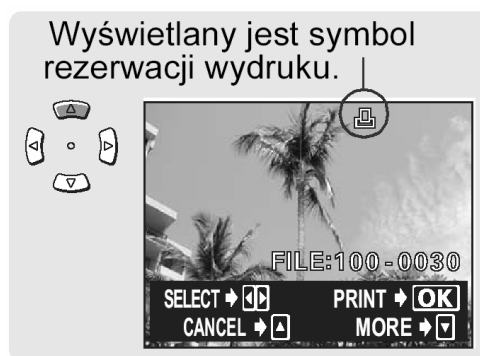 Wyświetlany jest symbol
rezerwacji wydruku.
FILE:100-0030
SELECT ➧ ◁▷ PRINT ➧ OK
CANCEL ➧ △ MORE ➧ ▽